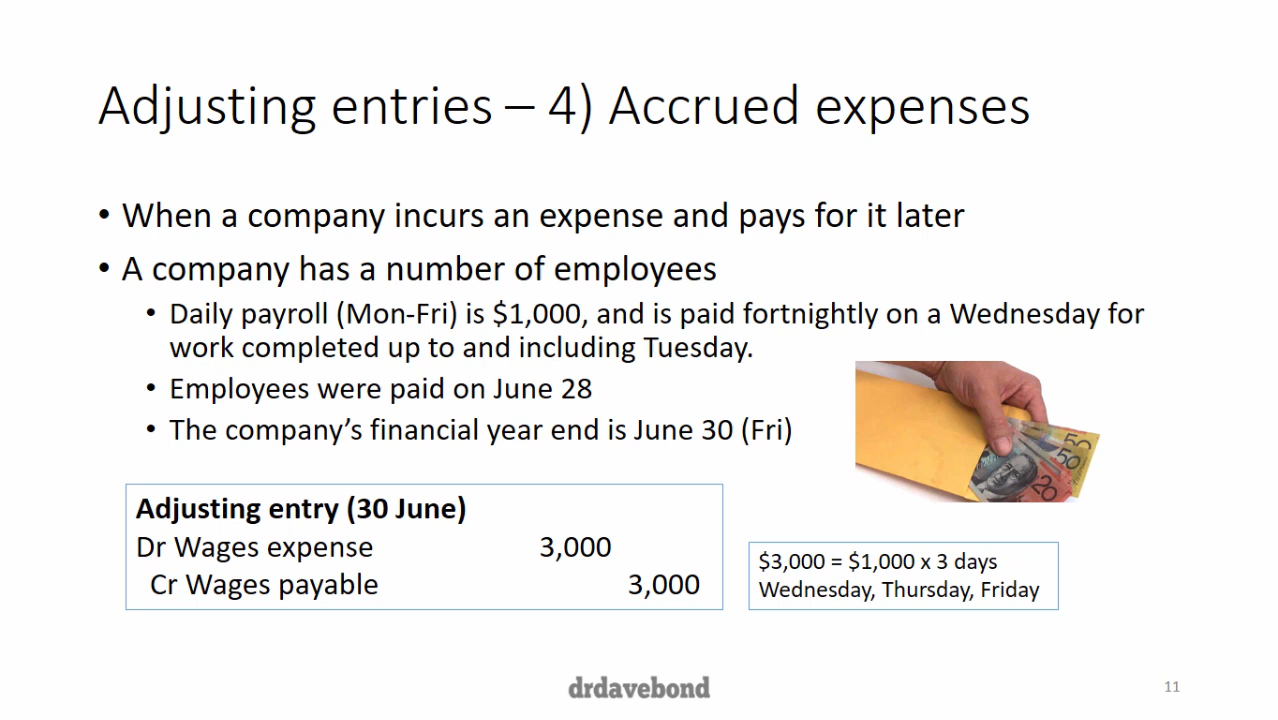 Adjusting entries – 4) Accrued expenses
• When a company incurs an expense and pays for it later
• A company has a number of employees
• Daily payroll (Mon-Fri) is $1,000, and is paid fortnightly on a Wednesday for
work completed up to and including Tuesday.
• Employees were paid on June 28
• The company’s financial year end is June 30 (Fri)
50
50
20
Adjusting entry (30 June)
Dr Wages expense 3,000
Cr Wages payable 3,000
$3,000 = $1,000 x 3 days
Wednesday, Thursday, Friday
drdavebond
11